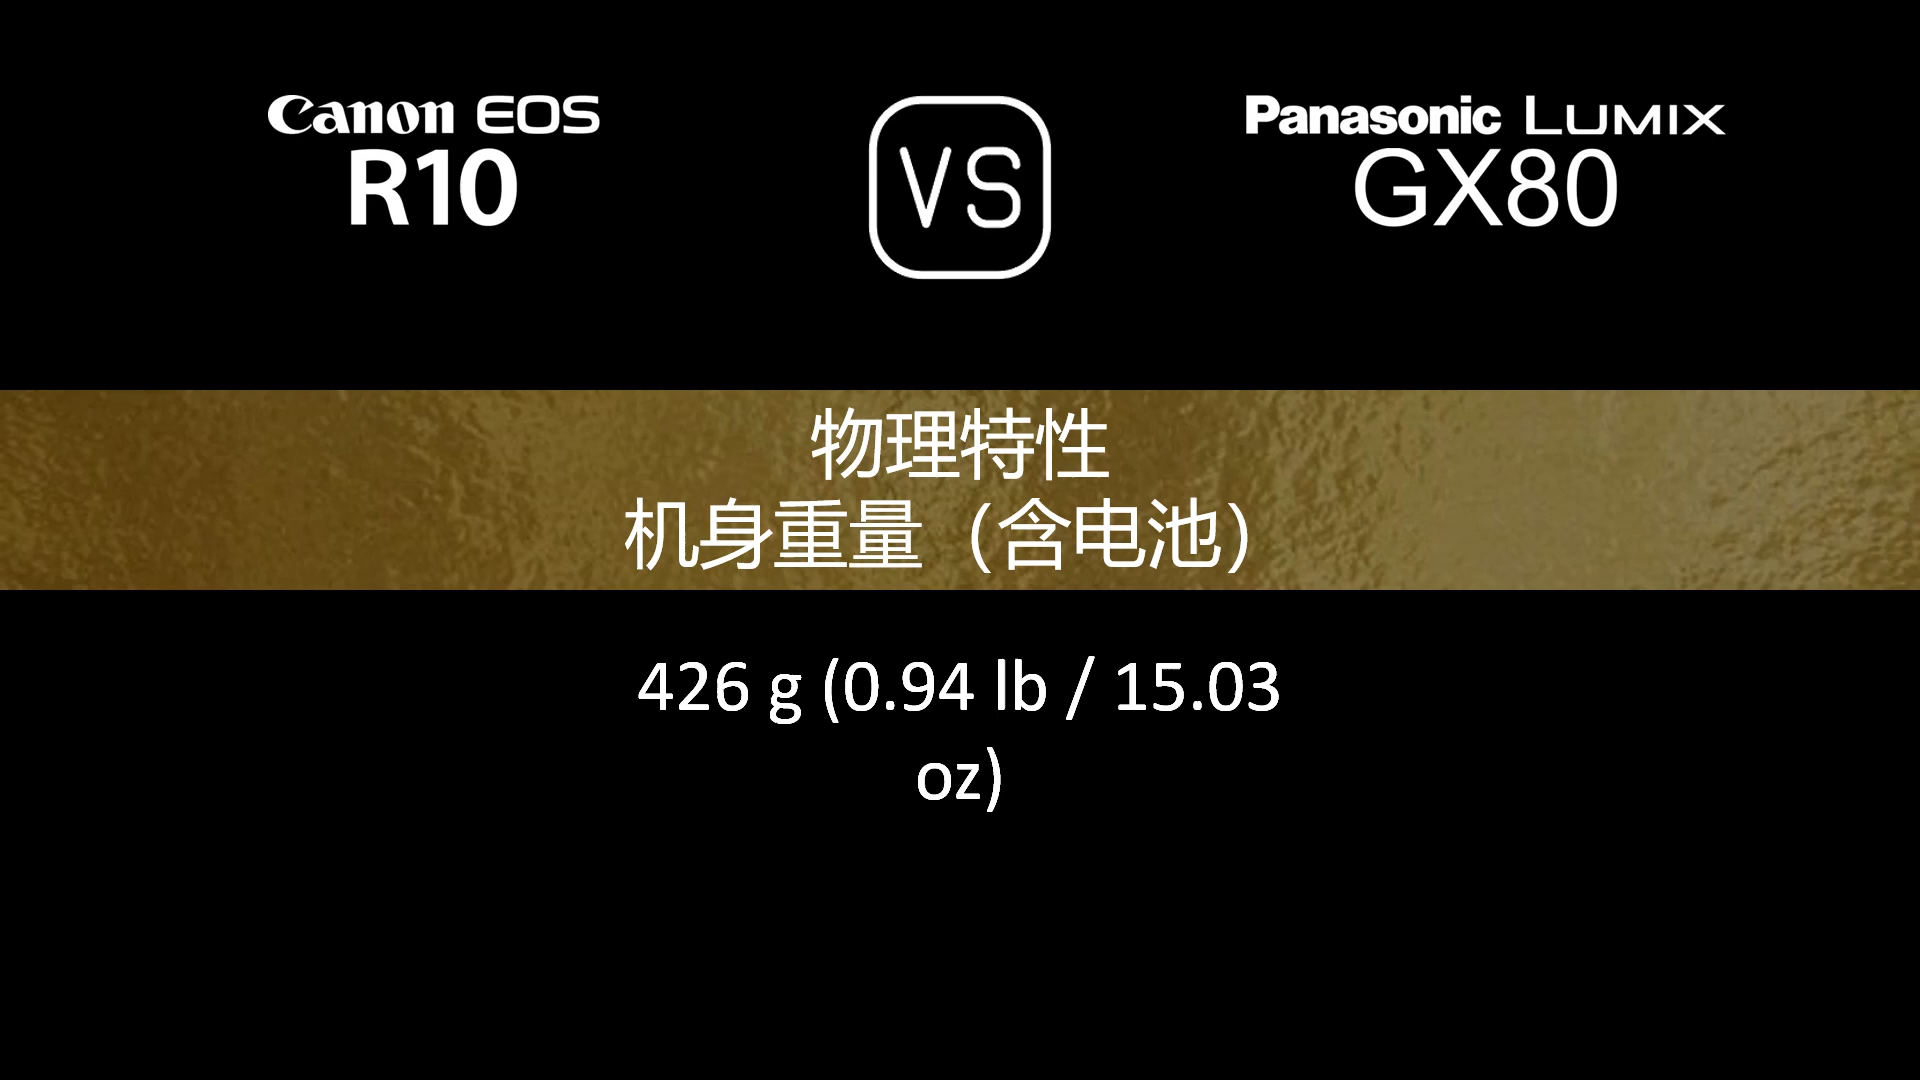 Canon EOS
R10
VS
Panasonic LUMIX
GX80
物理特性
机身重量（含电池）
426 g (0.94 lb / 15.03
oz)